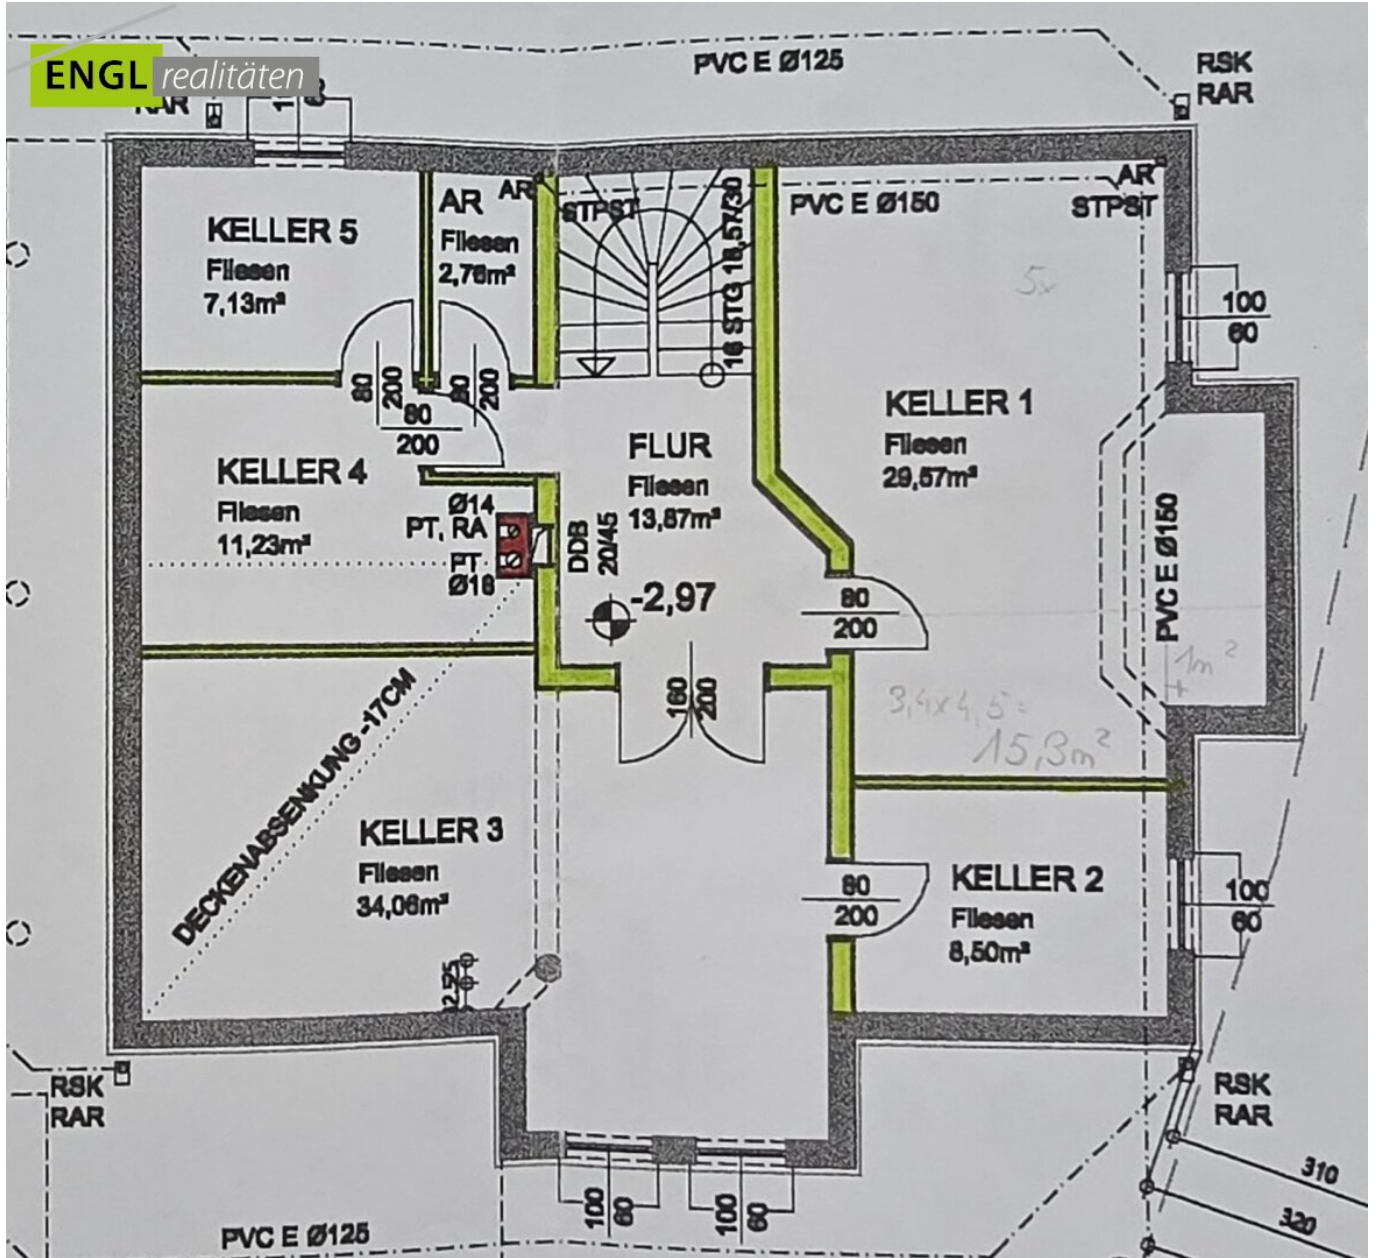 ENGL realitäten
RAR
PVC E Ø125
RSK
RAR
KELLER 5
Fliesen
7,13m²
AR
Fliesen
2,76m²
AR
STPST
16 STG 18,57/30
PVC E Ø150
AR
STPST
5x
100
60
80
200
80
200
80
200
KELLER 4
Fliesen
11,23m²
Ø14
PT, RA
PT
Ø18
DDB
20/45
FLUR
Fliesen
13,87m²
-2,97
KELLER 1
Fliesen
29,57m²
PVC E Ø150
80
200
160
200
1m²
3,4x4,5=
15,3m²
DECKENABSENKUNG -17CM
KELLER 3
Fliesen
34,06m²
80
200
KELLER 2
Fliesen
8,50m²
100
60
RSK
RAR
RSK
RAR
100
60
100
60
310
320
PVC E Ø125